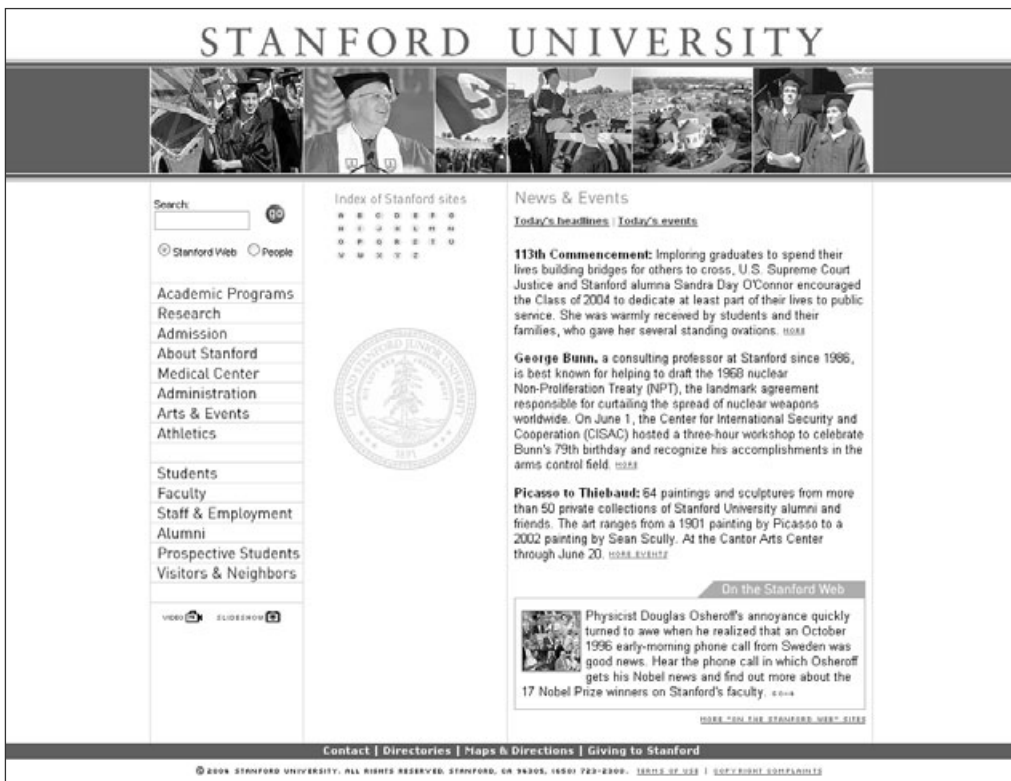 STANFORD UNIVERSITY
Search:
go
Stanford Web People
Academic Programs
Research
Admission
About Stanford
Medical Center
Administration
Arts & Events
Athletics
Students
Faculty
Staff & Employment
Alumni
Prospective Students
Visitors & Neighbors
VIDEO SLIDESHOW
Index of Stanford sites
A B C D E F G
H I J K L M N
O P Q R S T U
V W X Y Z
LELAND STANFORD JUNIOR UNIVERSITY
1891
News & Events
Today's headlines | Today's events
113th Commencement: Imploring graduates to spend their
lives building bridges for others to cross, U.S. Supreme Court
Justice and Stanford alumna Sandra Day O'Connor encouraged
the Class of 2004 to dedicate at least part of their lives to public
service. She was warmly received by students and their
families, who gave her several standing ovations. MORE
George Bunn, a consulting professor at Stanford since 1986,
is best known for helping to draft the 1968 nuclear
Non-Proliferation Treaty (NPT), the landmark agreement
responsible for curtailing the spread of nuclear weapons
worldwide. On June 1, the Center for International Security and
Cooperation (CISAC) hosted a three-hour workshop to celebrate
Bunn's 79th birthday and recognize his accomplishments in the
arms control field. MORE
Picasso to Thiebaud: 64 paintings and sculptures from more
than 50 private collections of Stanford University alumni and
friends. The art ranges from a 1901 painting by Picasso to a
2002 painting by Sean Scully. At the Cantor Arts Center
through June 20. MORE EVENTS
On the Stanford Web
Physicist Douglas Osheroff's annoyance quickly
turned to awe when he realized that an October
1996 early-morning phone call from Sweden was
good news. Hear the phone call in which Osheroff
gets his Nobel news and find out more about the
17 Nobel Prize winners on Stanford's faculty.
MORE "ON THE STANFORD WEB" SITES
Contact | Directories | Maps & Directions | Giving to Stanford
© 2004 STANFORD UNIVERSITY. ALL RIGHTS RESERVED. STANFORD, CA 94305, (650) 723-2300. TERMS OF USE | COPYRIGHT COMPLAINTS